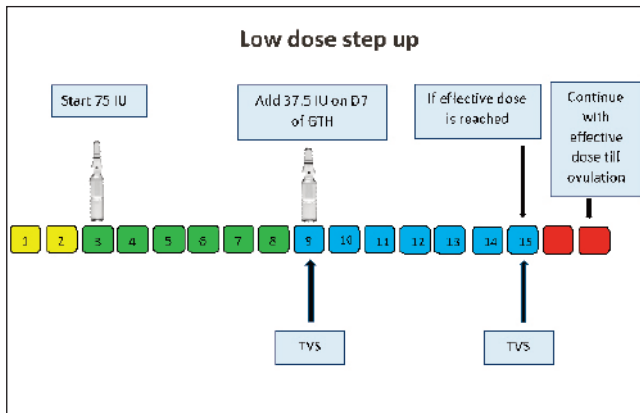 Low dose step up
Start 75 IU
Add 37.5 IU on D7
of GTH
If effective dose
is reached
Continue
with
effective
dose till
ovulation
1 2 3 4 5 6 7 8 9 10 11 12 13 14 15
TVS
TVS